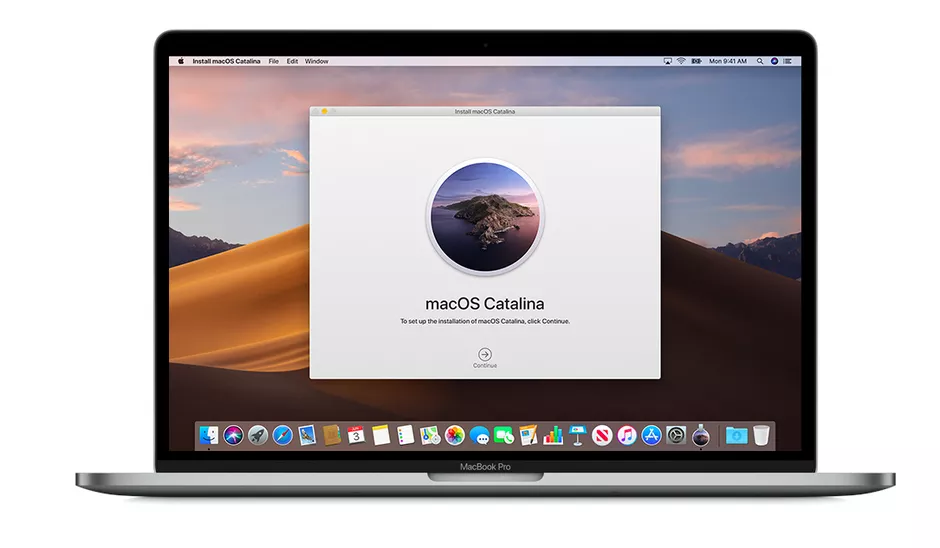 Install macOS Catalina File Edit Window Mon 9:41 AM
Install macOS Catalina
macOS Catalina
To set up the installation of macOS Catalina, click Continue.
Continue
3
MacBook Pro